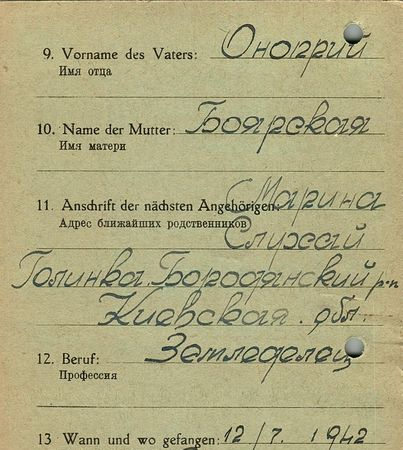 9. Vorname des Vaters: Оноприй
Имя отца
10. Name der Mutter: Боярская
Имя матери
11. Anschrift der nächsten Angehörigen: Марина
Адрес ближайших родственников Слухай
Голинка. Бородянский р-н
Киевская. обл.
12. Beruf: Земледелец
Профессия
13 Wann und wo gefangen: 12/7. 1942